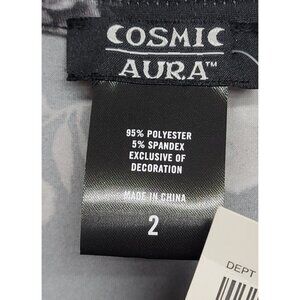 COSMIC
AURA™
95% POLYESTER
5% SPANDEX
EXCLUSIVE OF
DECORATION
MADE IN CHINA
2
DEPT